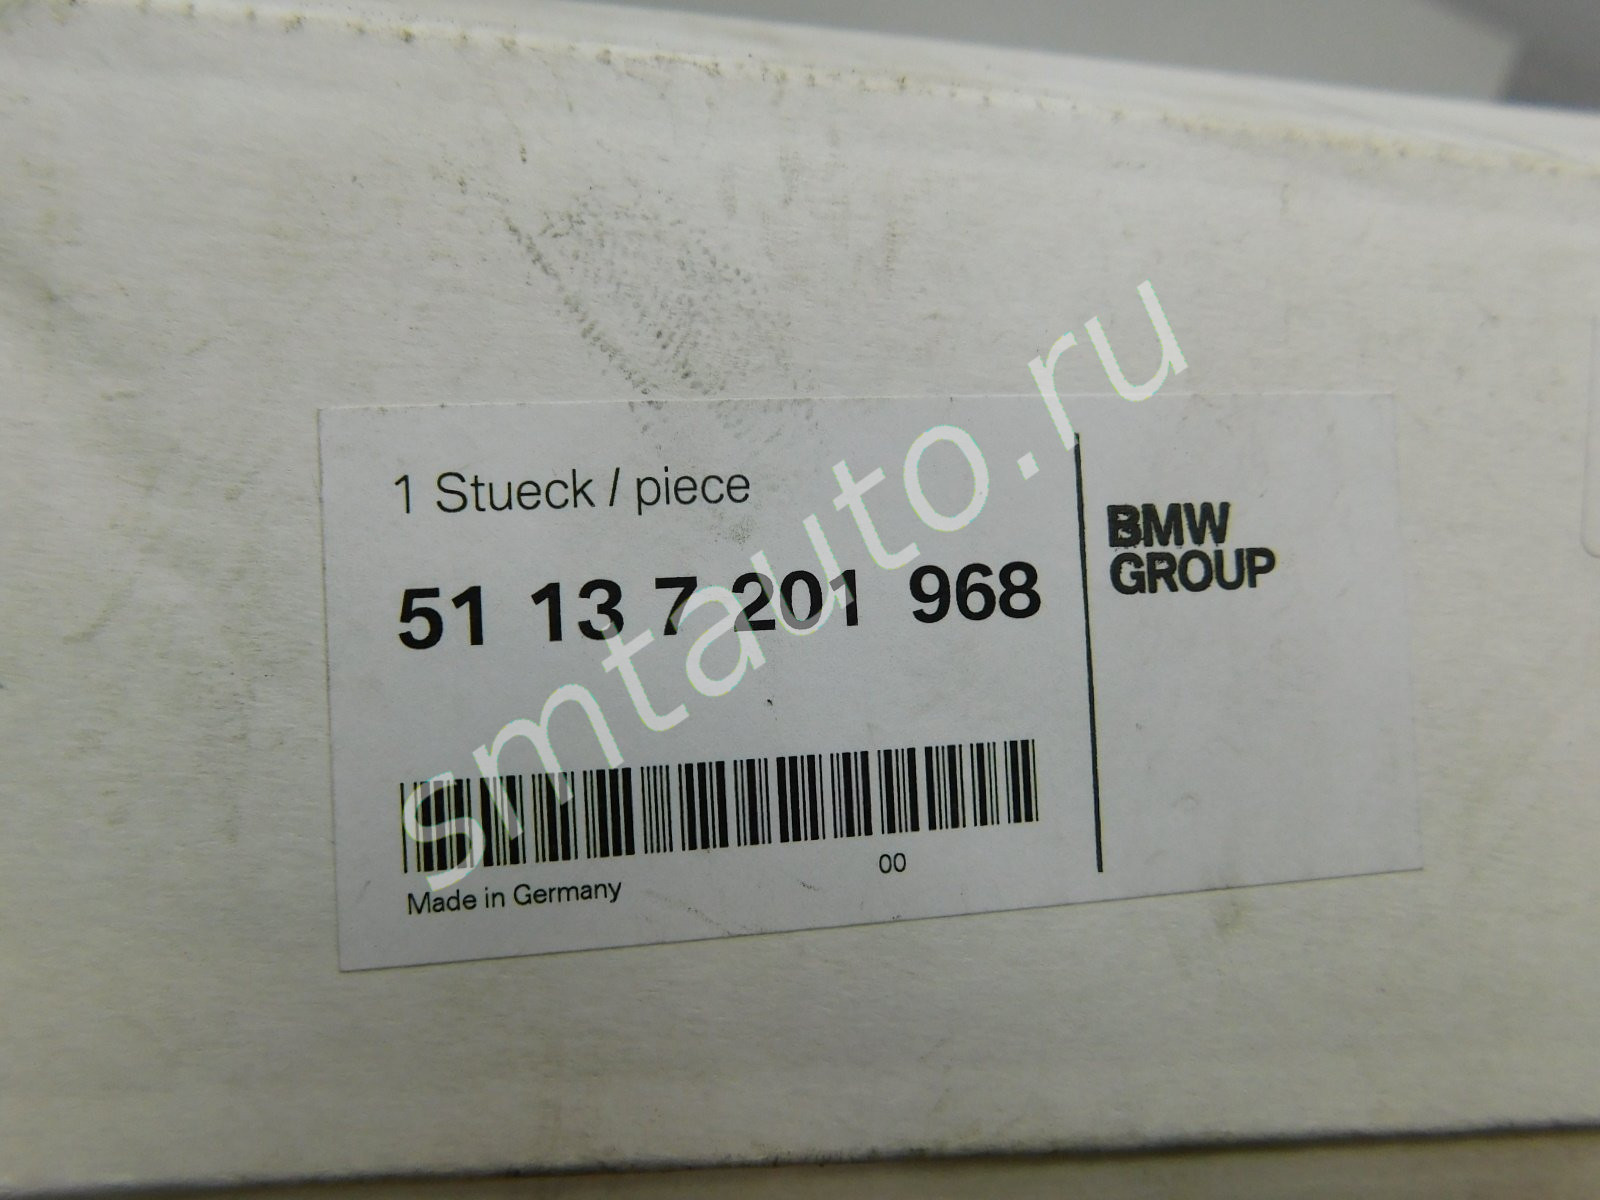 1 Stueck / piece
51 13 7 201 968
BMW
GROUP
00
Made in Germany
smtauto.ru